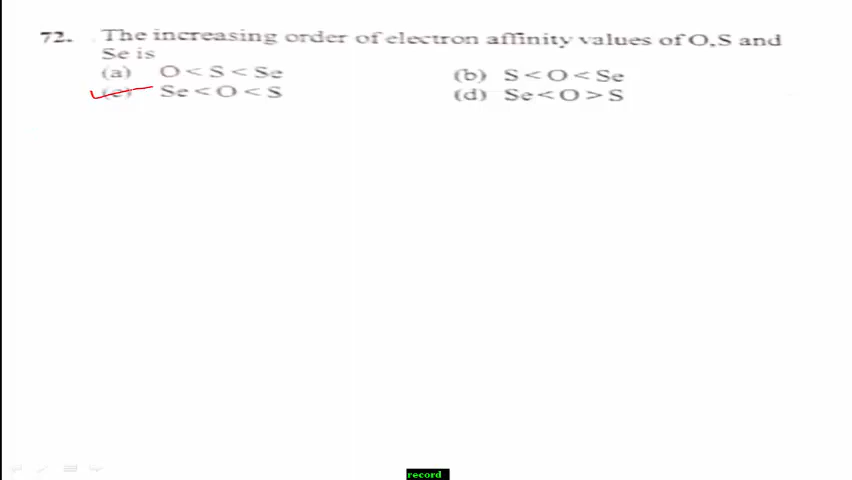 72. The increasing order of electron affinity values of O,S and
Se is
(a) O < S < Se (b) S < O < Se
(c) Se < O < S (d) Se < O > S
record